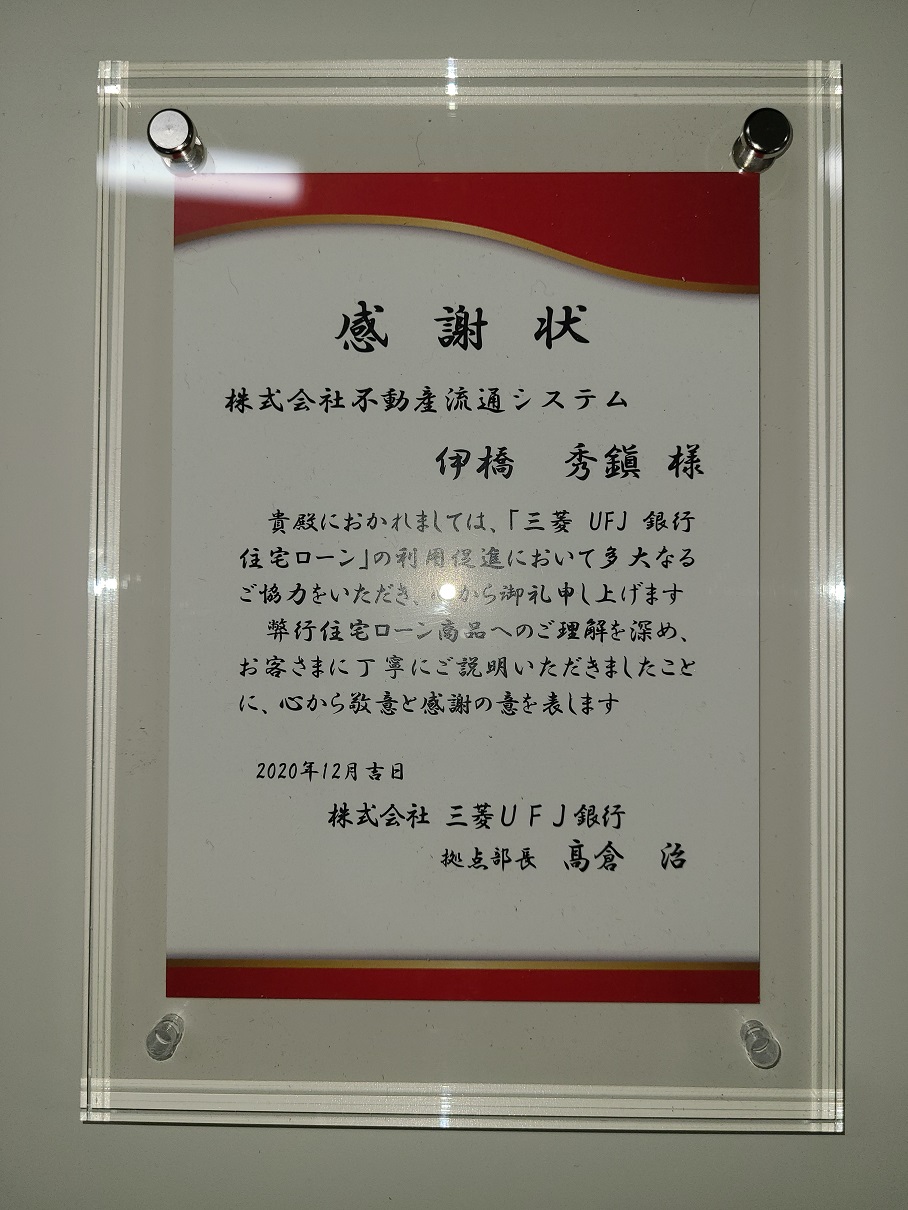 感謝状
株式会社不動産流通システム
伊橋　秀鎭 様
貴殿におかれましては、「三菱 UFJ 銀行
住宅ローン」の利用促進において多大なる
ご協力をいただき、心から御礼申し上げます
弊行住宅ローン商品へのご理解を深め、
お客さまに丁寧にご説明いただきましたこと
に、心から敬意と感謝の意を表します
2020年12月吉日
株式会社 三菱UFJ銀行
拠点部長　髙倉　治